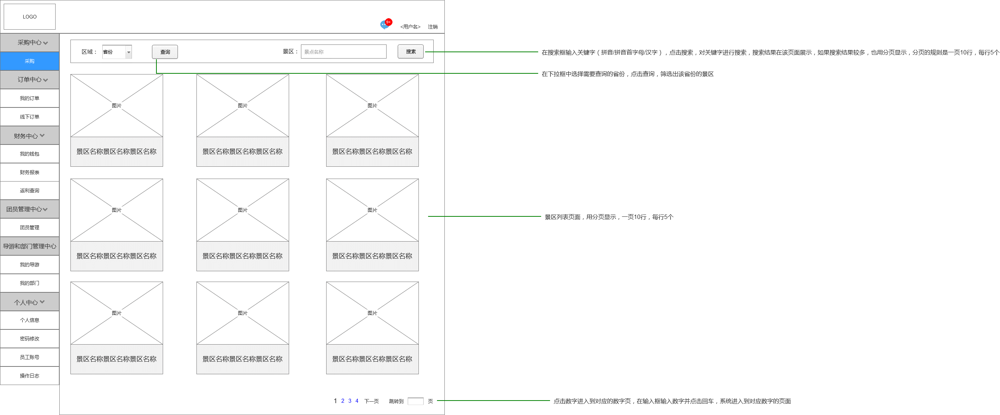 LOGO
9+
<用户名> 注销
采购中心
采购
订单中心
我的订单
线下订单
财务中心
我的钱包
财务报表
返利查询
团员管理中心
团员管理
导游和部门管理中心
我的导游
我的部门
个人中心
个人信息
密码修改
员工账号
操作日志
区域： 省份 查询 景区： 景点名称 搜索
在搜索框输入关键字（拼音/拼音首字母/汉字），点击搜索，对关键字进行搜索，搜索结果在该页面展示，如果搜索结果较多，也用分页显示，分页的规则是一页10行，每行5个
在下拉框中选择需要查询的省份，点击查询，筛选出该省份的景区
图片 图片 图片
景区名称景区名称景区名称 景区名称景区名称景区名称 景区名称景区名称景区名称
图片 图片 图片
景区列表页面，用分页显示，一页10行，每行5个
景区名称景区名称景区名称 景区名称景区名称景区名称 景区名称景区名称景区名称
图片 图片 图片
景区名称景区名称景区名称 景区名称景区名称景区名称 景区名称景区名称景区名称
1 2 3 4 下一页 跳转到 页
点击数字进入到对应的数字页，在输入框输入数字并点击回车，系统进入到对应数字的页面